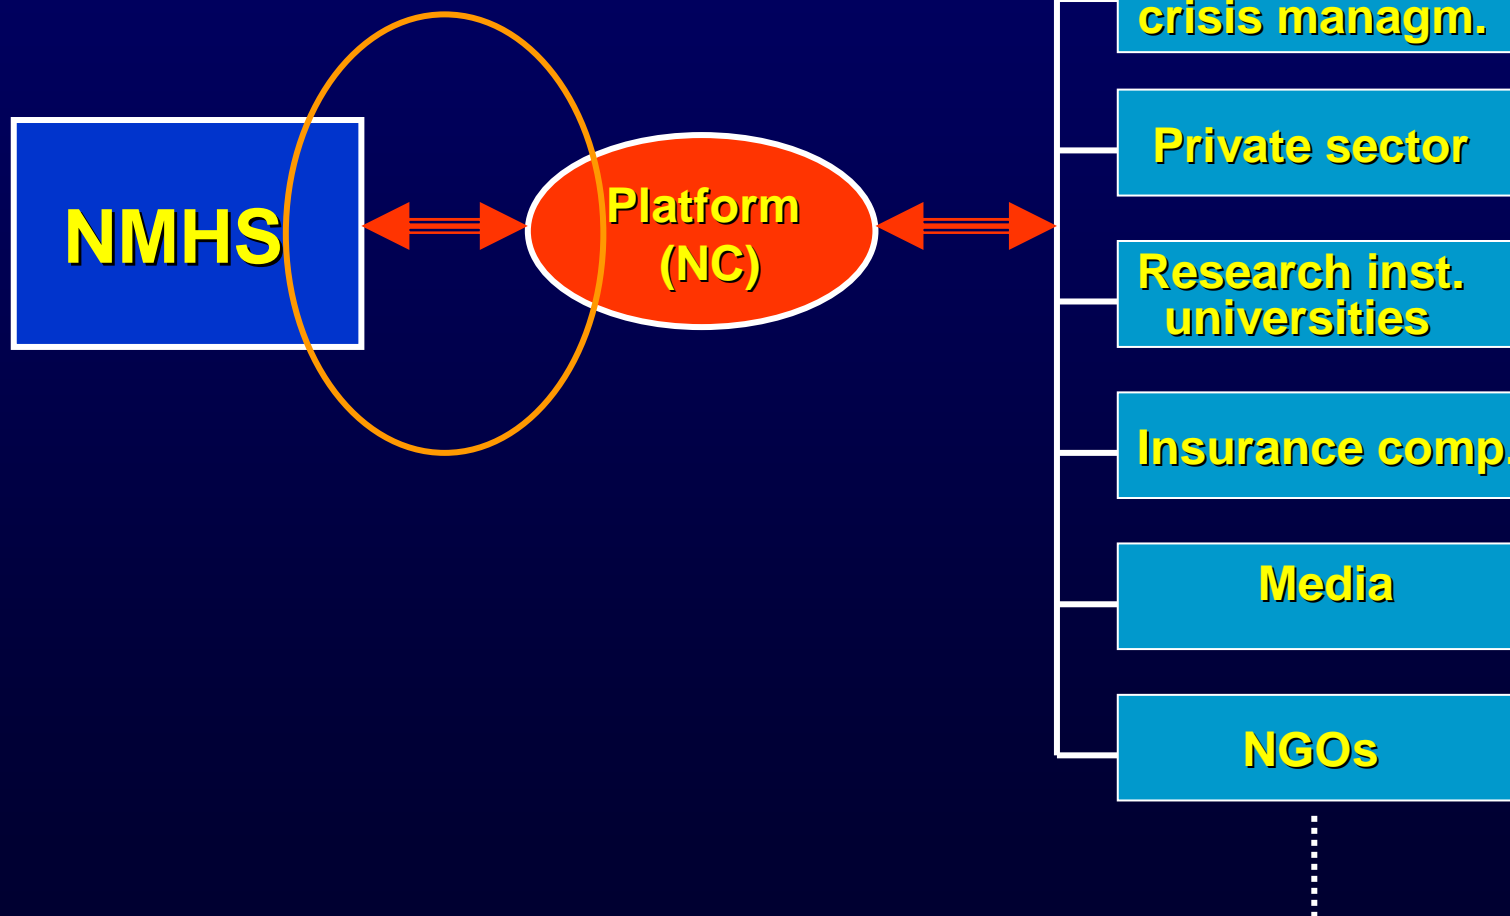 crisis managm.
Private sector
NMHS
Platform
(NC)
Research inst.
universities
Insurance comp.
Media
NGOs